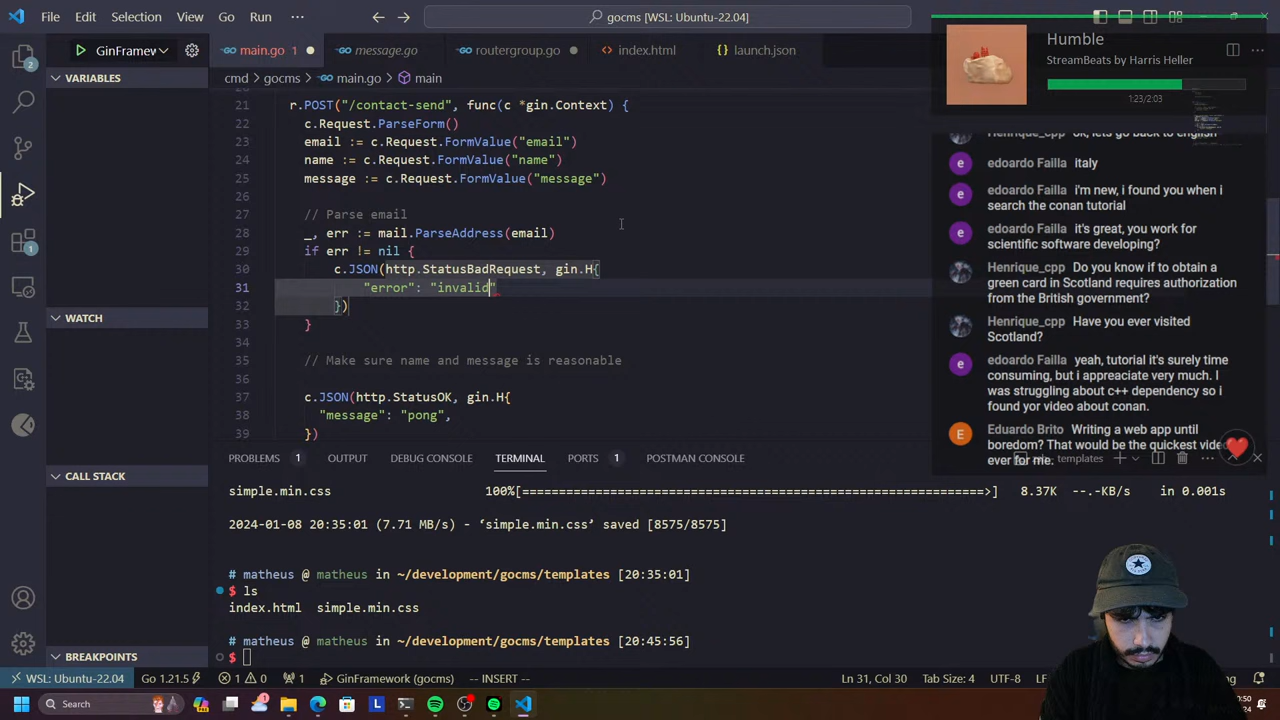 File Edit Selection View Go Run ···
gocms [WSL: Ubuntu-22.04]
GinFramev
main.go 1
message.go
routergroup.go
index.html
launch.json
Humble
StreamBeats by Harris Heller
1:23/2:03
cmd > gocms > main.go > main
VARIABLES
WATCH
CALL STACK
BREAKPOINTS
21 r.POST("/contact-send", func(c *gin.Context) {
22 c.Request.ParseForm()
23 email := c.Request.FormValue("email")
24 name := c.Request.FormValue("name")
25 message := c.Request.FormValue("message")
26
27 // Parse email
28 _, err := mail.ParseAddress(email)
29 if err != nil {
30 c.JSON(http.StatusBadRequest, gin.H{
31 "error": "invalid"
32 })
33 }
34
35 // Make sure name and message is reasonable
36
37 c.JSON(http.StatusOK, gin.H{
38 "message": "pong",
39 })
Henrique_cpp ok, lets go back to english
edoardo Failla italy
edoardo Failla i'm new, i found you when i
search the conan tutorial
edoardo Failla it's great, you work for
scientific software developing?
Henrique_cpp Do you know if to obtain a
green card in Scotland requires authorization
from the British government?
Henrique_cpp Have you ever visited
Scotland?
edoardo Failla yeah, tutorial it's surely time
consuming, but i appreaciate very much. I
was struggling about c++ dependency so i
found yor video about conan.
Eduardo Brito Writing a web app until
boredom? That would be the quickest vide
ever for me.
templates
PROBLEMS 1 OUTPUT DEBUG CONSOLE TERMINAL PORTS 1 POSTMAN CONSOLE
simple.min.css 100%[===================================================================>] 8.37K --.-KB/s in 0.001s
2024-01-08 20:35:01 (7.71 MB/s) - ‘simple.min.css’ saved [8575/8575]
# matheus @ matheus in ~/development/gocms/templates [20:35:01]
$ ls
index.html simple.min.css
# matheus @ matheus in ~/development/gocms/templates [20:45:56]
$
WSL: Ubuntu-22.04 Go 1.21.5 1 0 1 GinFramework (gocms) -- INSERT -- Ln 31, Col 30 Tab Size: 4 UTF-8
Search